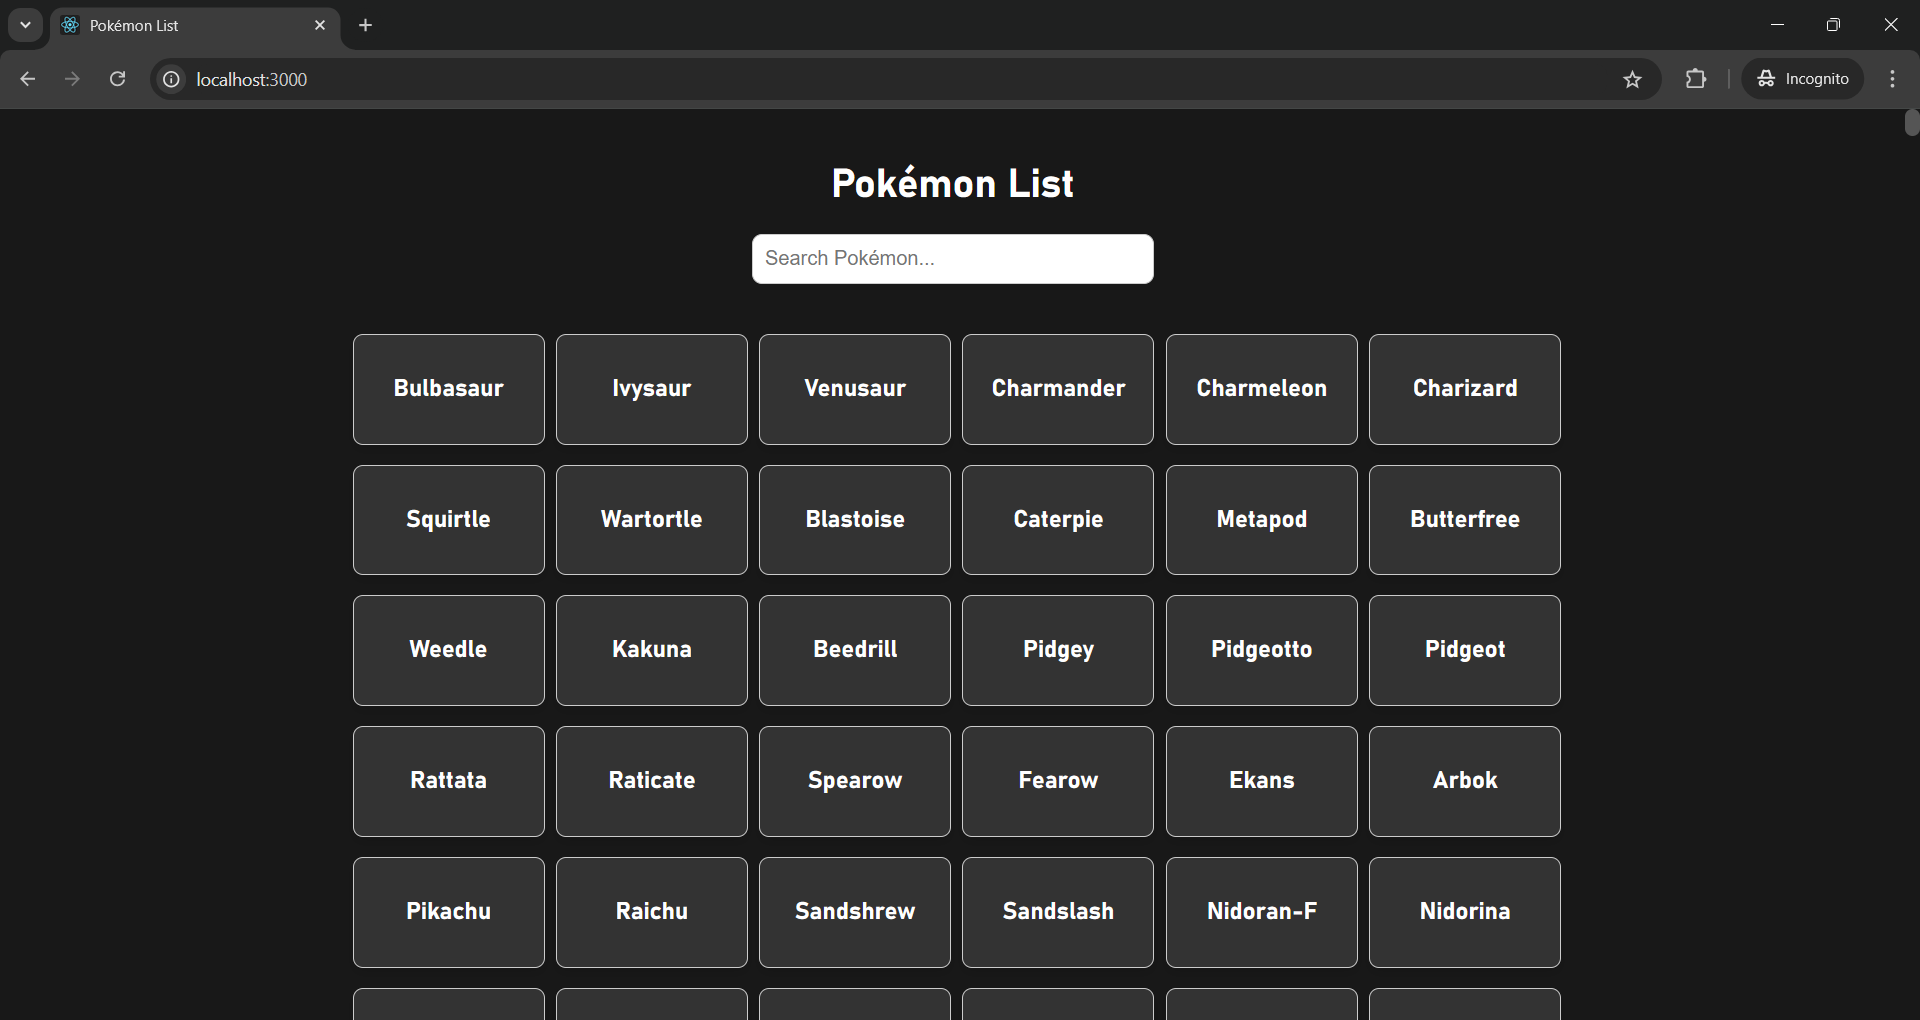 Pokémon List
localhost:3000
Incognito
Pokémon List
Search Pokémon...
Bulbasaur Ivysaur Venusaur Charmander Charmeleon Charizard
Squirtle Wartortle Blastoise Caterpie Metapod Butterfree
Weedle Kakuna Beedrill Pidgey Pidgeotto Pidgeot
Rattata Raticate Spearow Fearow Ekans Arbok
Pikachu Raichu Sandshrew Sandslash Nidoran-F Nidorina